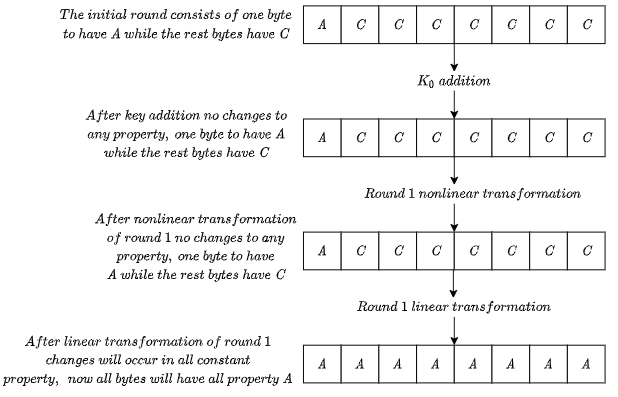 The initial round consists of one byte
to have A while the rest bytes have C
A C C C C C C C
K₀ addition
After key addition no changes to
any property, one byte to have A
while the rest bytes have C
A C C C C C C C
Round 1 nonlinear transformation
After nonlinear transformation
of round 1 no changes to any
property, one byte to have
A while the rest bytes have C
A C C C C C C C
Round 1 linear transformation
After linear transformation of round 1
changes will occur in all constant
property, now all bytes will have all property A
A A A A A A A A